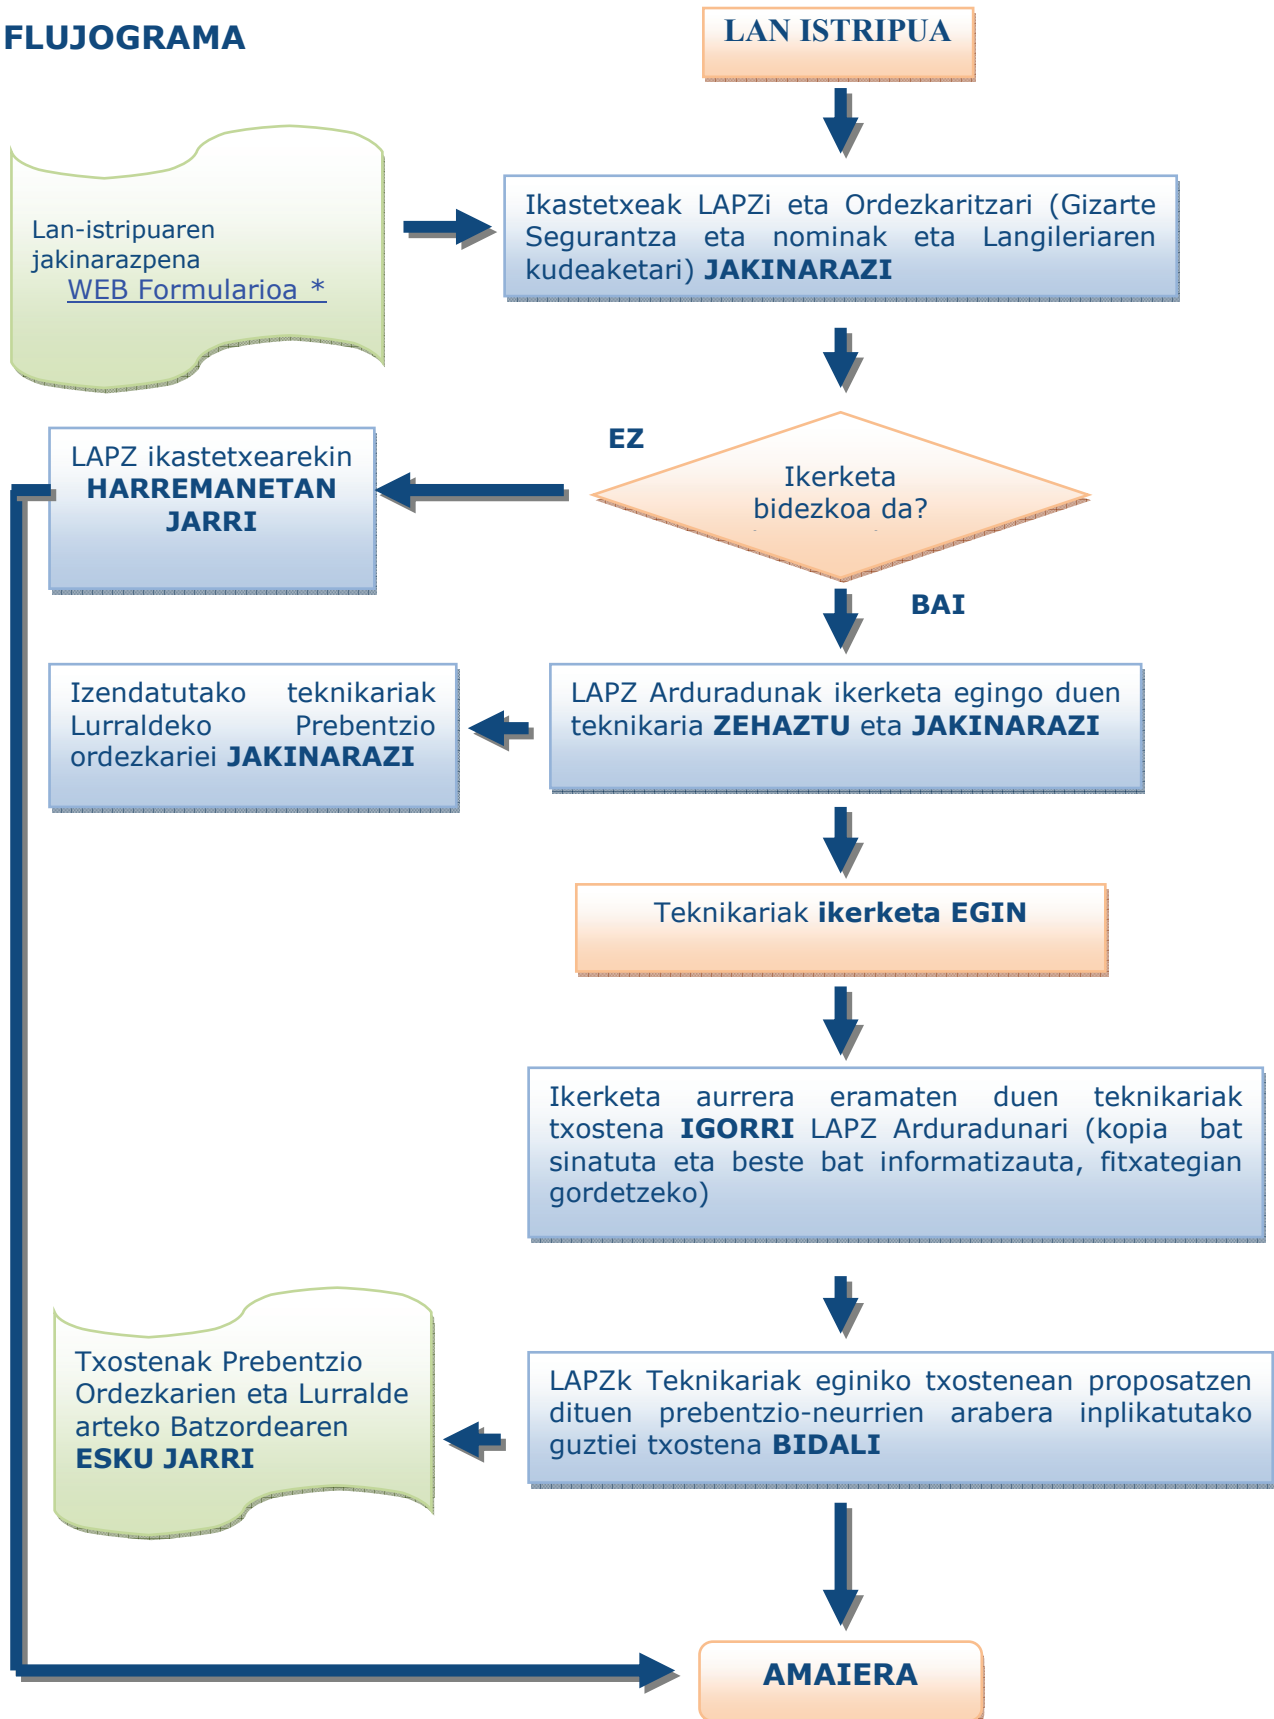 FLUJOGRAMA
LAN ISTRIPUA
Lan-istripuaren
jakinarazpena
WEB Formularioa *
Ikastetxeak LAPZi eta Ordezkaritzari (Gizarte
Segurantza eta nominak eta Langileriaren
kudeaketari) JAKINARAZI
EZ
Ikerketa
bidezkoa da?
LAPZ ikastetxearekin
HARREMANETAN
JARRI
BAI
LAPZ Arduradunak ikerketa egingo duen
teknikaria ZEHAZTU eta JAKINARAZI
Izendatutako teknikariak
Lurraldeko Prebentzio
ordezkariei JAKINARAZI
Teknikariak ikerketa EGIN
Ikerketa aurrera eramaten duen teknikariak
txostena IGORRI LAPZ Arduradunari (kopia bat
sinatuta eta beste bat informatizauta, fitxategian
gordetzeko)
LAPZk Teknikariak eginiko txostenean proposatzen
dituen prebentzio-neurrien arabera inplikatutako
guztiei txostena BIDALI
Txostenak Prebentzio
Ordezkarien eta Lurralde
arteko Batzordearen
ESKU JARRI
AMAIERA